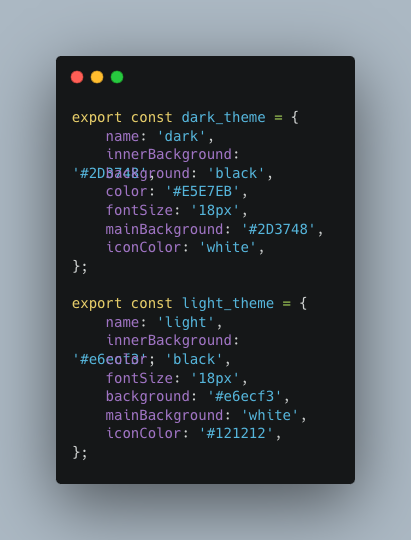 export const dark_theme = {
name: 'dark',
innerBackground:
'#2D3748',
background: 'black',
color: '#E5E7EB',
fontSize: '18px',
mainBackground: '#2D3748',
iconColor: 'white',
};
export const light_theme = {
name: 'light',
innerBackground:
'#e6ecf3',
color: 'black',
fontSize: '18px',
background: '#e6ecf3',
mainBackground: 'white',
iconColor: '#121212',
};